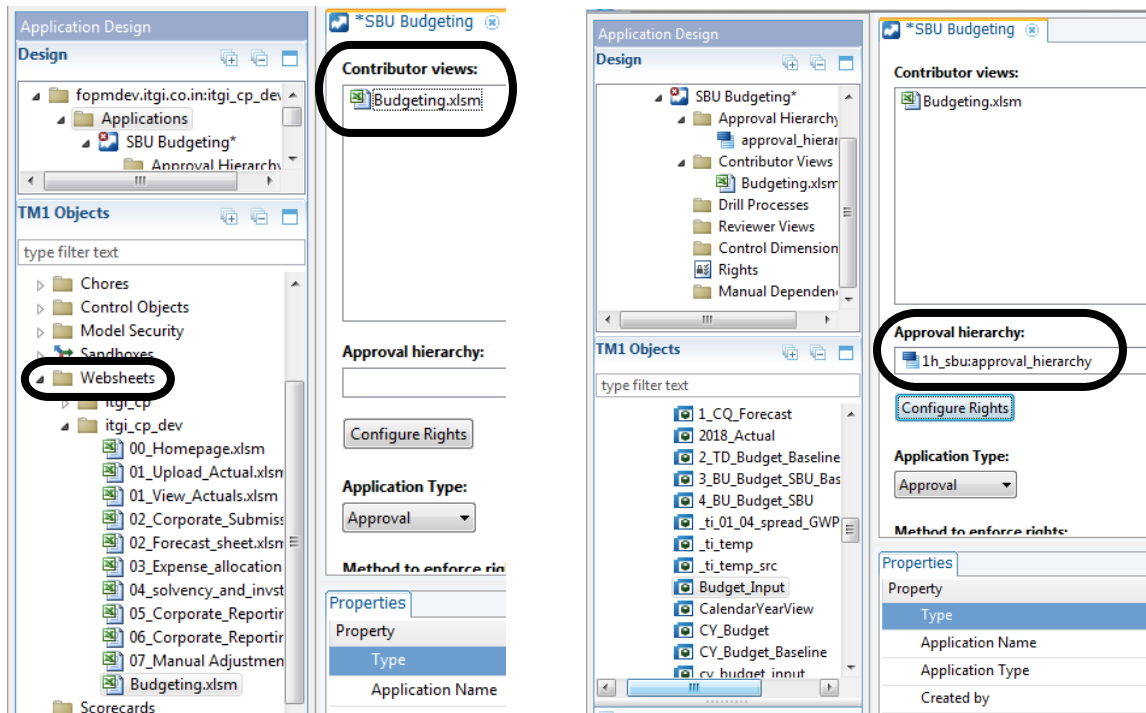 Application Design
Design
fopmdev.itgi.co.in:itgi_cp_dev
Applications
SBU Budgeting*
Approval Hierarchy
TM1 Objects
type filter text
Chores
Control Objects
Model Security
Sandboxes
Websheets
itgi_cp
itgi_cp_dev
00_Homepage.xlsm
01_Upload_Actual.xlsm
01_View_Actuals.xlsm
02_Corporate_Submiss
02_Forecast_sheet.xlsm
03_Expense_allocation
04_solvency_and_invst
05_Corporate_Reportin
06_Corporate_Reportin
07_Manual Adjustmen
Budgeting.xlsm
Scorecards
*SBU Budgeting
Contributor views:
Budgeting.xlsm
Approval hierarchy:
Configure Rights
Application Type:
Approval
Method to enforce righ
Properties
Property
Type
Application Name
Application Design
Design
SBU Budgeting*
Approval Hierarchy
approval_hierar
Contributor Views
Budgeting.xlsm
Drill Processes
Reviewer Views
Control Dimension
Rights
Manual Dependen
TM1 Objects
type filter text
1_CQ_Forecast
2018_Actual
2_TD_Budget_Baseline
3_BU_Budget_SBU_Bas
4_BU_Budget_SBU
_ti_01_04_spread_GWP
_ti_temp
_ti_temp_src
Budget_Input
CalendarYearView
CY_Budget
CY_Budget_Baseline
cy_budget_input
*SBU Budgeting
Contributor views:
Budgeting.xlsm
Approval hierarchy:
1h_sbu:approval_hierarchy
Configure Rights
Application Type:
Approval
Method to enforce rights:
Properties
Property
Type
Application Name
Application Type
Created by